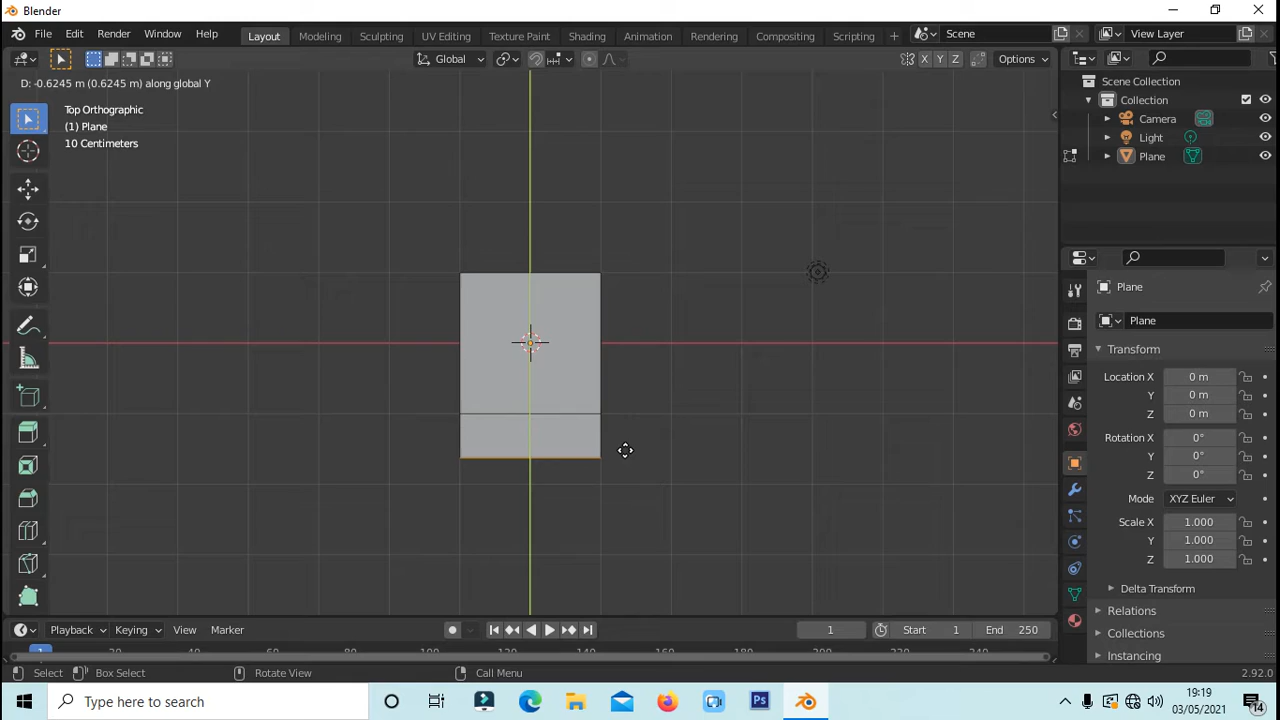 Blender
File Edit Render Window Help Layout Modeling Sculpting UV Editing Texture Paint Shading Animation Rendering Compositing Scripting + Scene View Layer
Global X Y Z Options
D: -0.6245 m (0.6245 m) along global Y
Top Orthographic
(1) Plane
10 Centimeters
Scene Collection
Collection
Camera
Light
Plane
Plane
Plane
Transform
Location X 0 m
Y 0 m
Z 0 m
Rotation X 0°
Y 0°
Z 0°
Mode XYZ Euler
Scale X 1.000
Y 1.000
Z 1.000
Delta Transform
Relations
Collections
Instancing
Playback Keying View Marker 1 Start 1 End 250
Select Box Select Rotate View Call Menu 2.92.0
Type here to search
Ps
19:19
03/05/2021
14